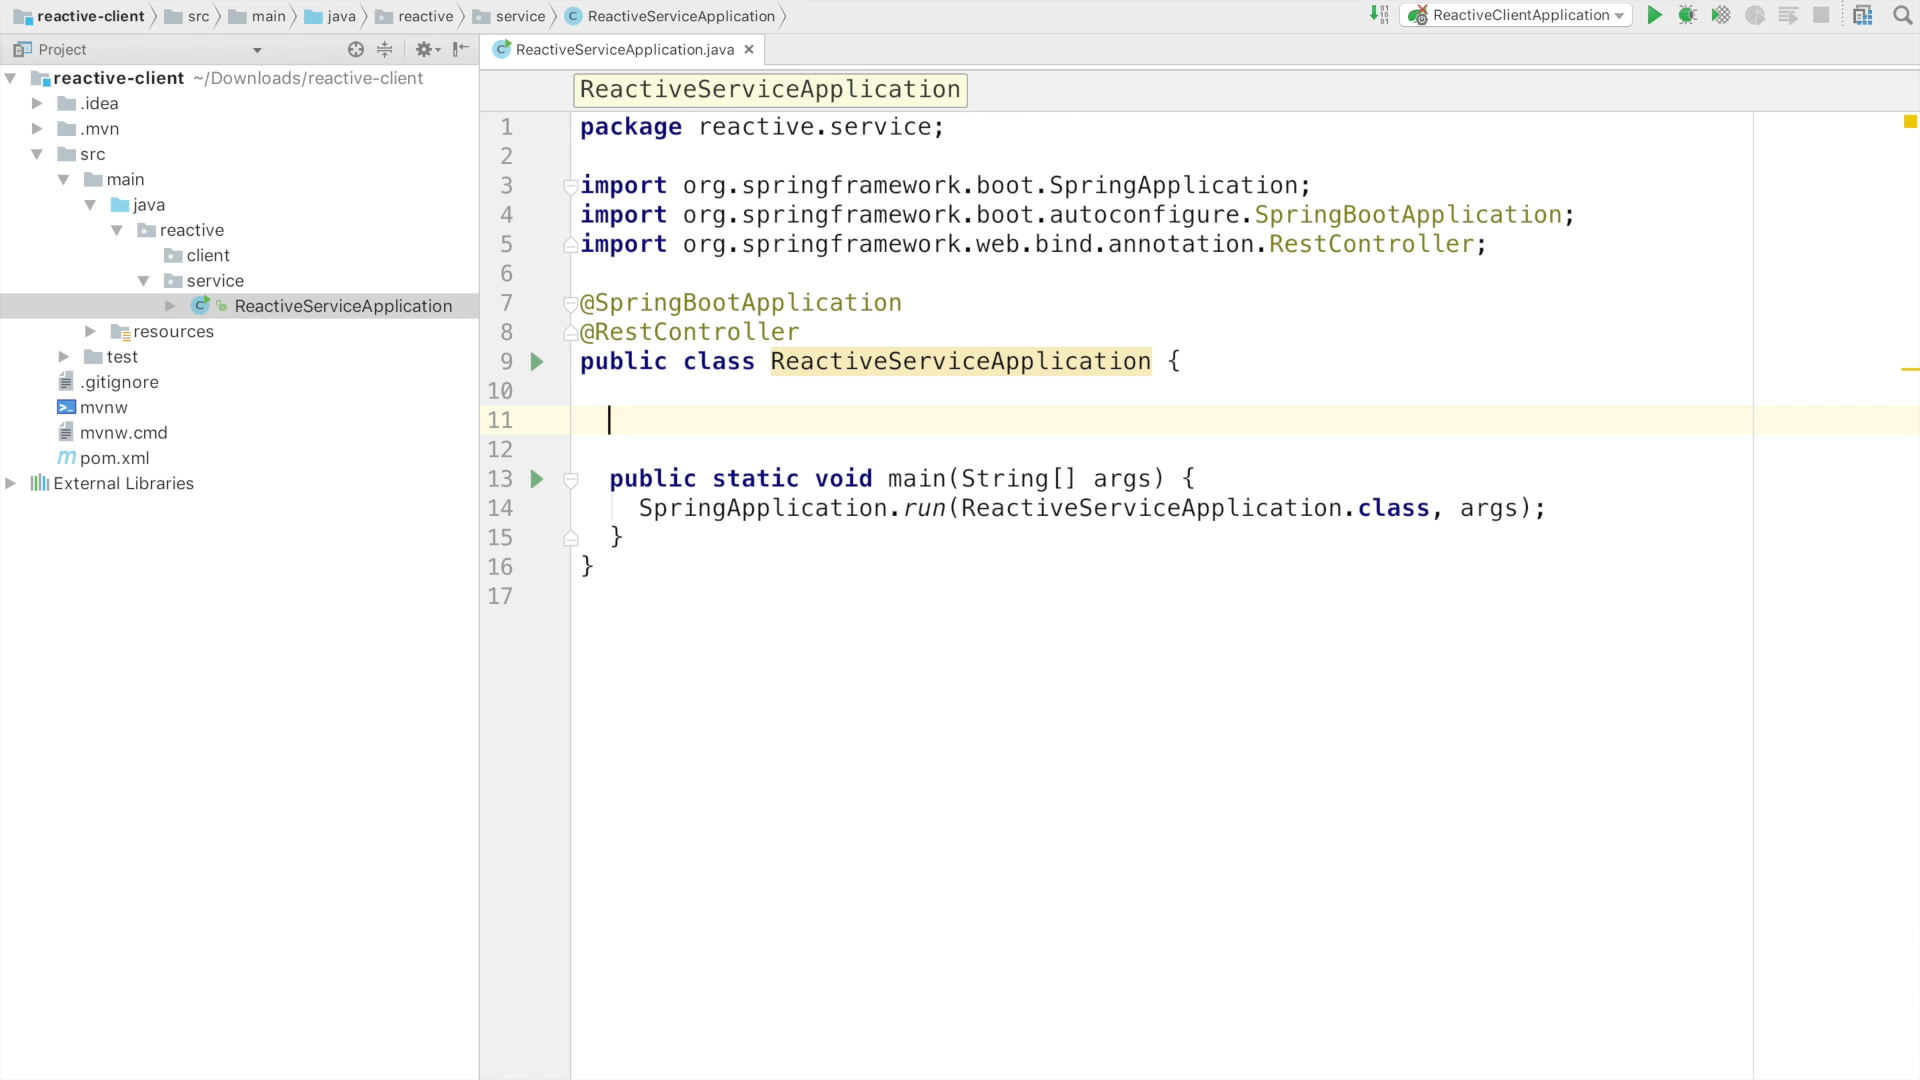 reactive-client src main java reactive service ReactiveServiceApplication ReactiveClientApplication
Project
ReactiveServiceApplication.java
reactive-client ~/Downloads/reactive-client
.idea
.mvn
src
main
java
reactive
client
service
ReactiveServiceApplication
resources
test
.gitignore
mvnw
mvnw.cmd
pom.xml
External Libraries
ReactiveServiceApplication
1 package reactive.service;
2
3 import org.springframework.boot.SpringApplication;
4 import org.springframework.boot.autoconfigure.SpringBootApplication;
5 import org.springframework.web.bind.annotation.RestController;
6
7 @SpringBootApplication
8 @RestController
9 public class ReactiveServiceApplication {
10
11
12
13 public static void main(String[] args) {
14 SpringApplication.run(ReactiveServiceApplication.class, args);
15 }
16 }
17